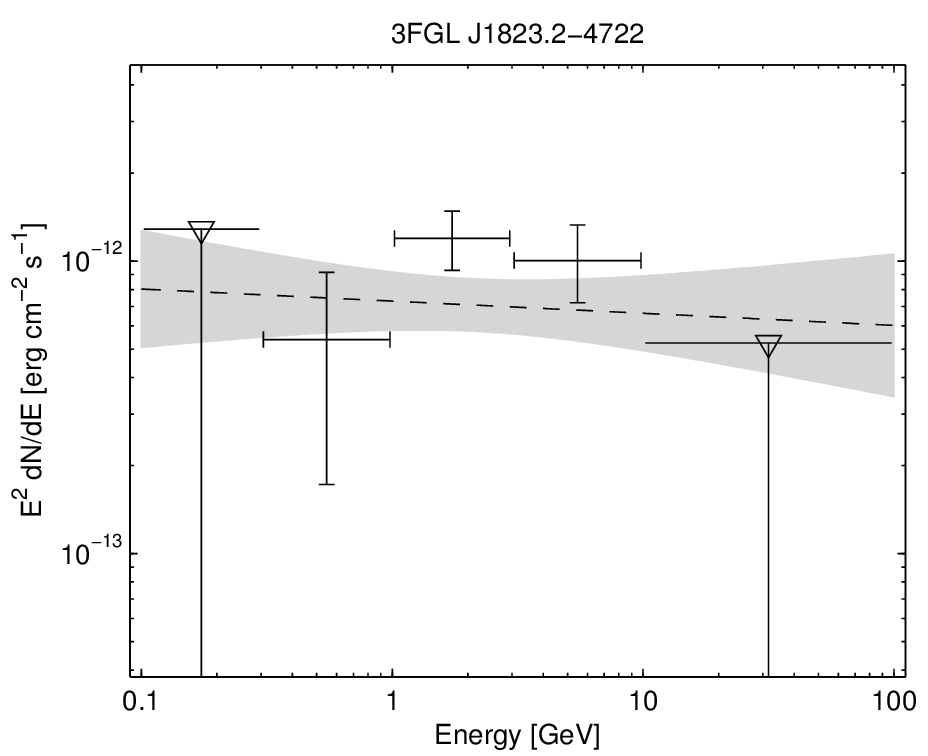 3FGL J1823.2−4722
E² dN/dE [erg cm⁻² s⁻¹]
10⁻¹²
10⁻¹³
0.1 1 10 100
Energy [GeV]